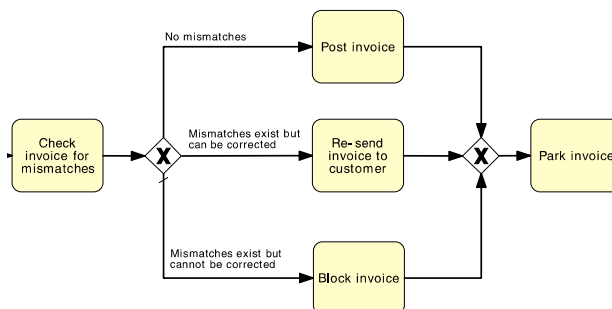 No mismatches
Post invoice
Check
invoice for
mismatches
Mismatches exist but
can be corrected
Re-send
invoice to
customer
Park invoice
Mismatches exist but
cannot be corrected
Block invoice